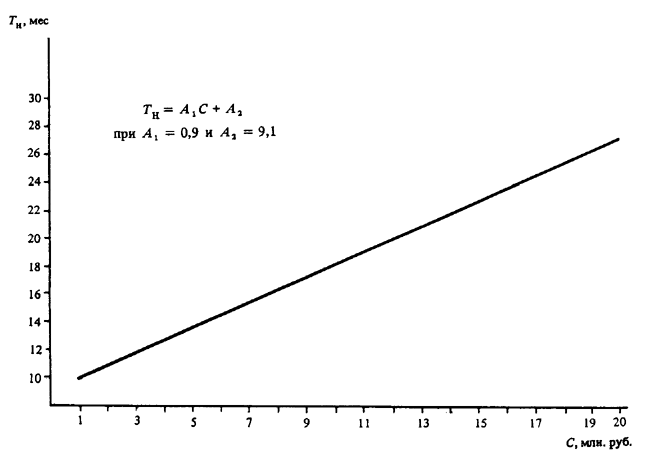 Tн, мес
30
28
26
24
22
20
18
16
14
12
10
Tн = A₁C + A₂
при A₁ = 0,9 и A₂ = 9,1
1 3 5 7 9 11 13 15 17 19 20
C, млн. руб.